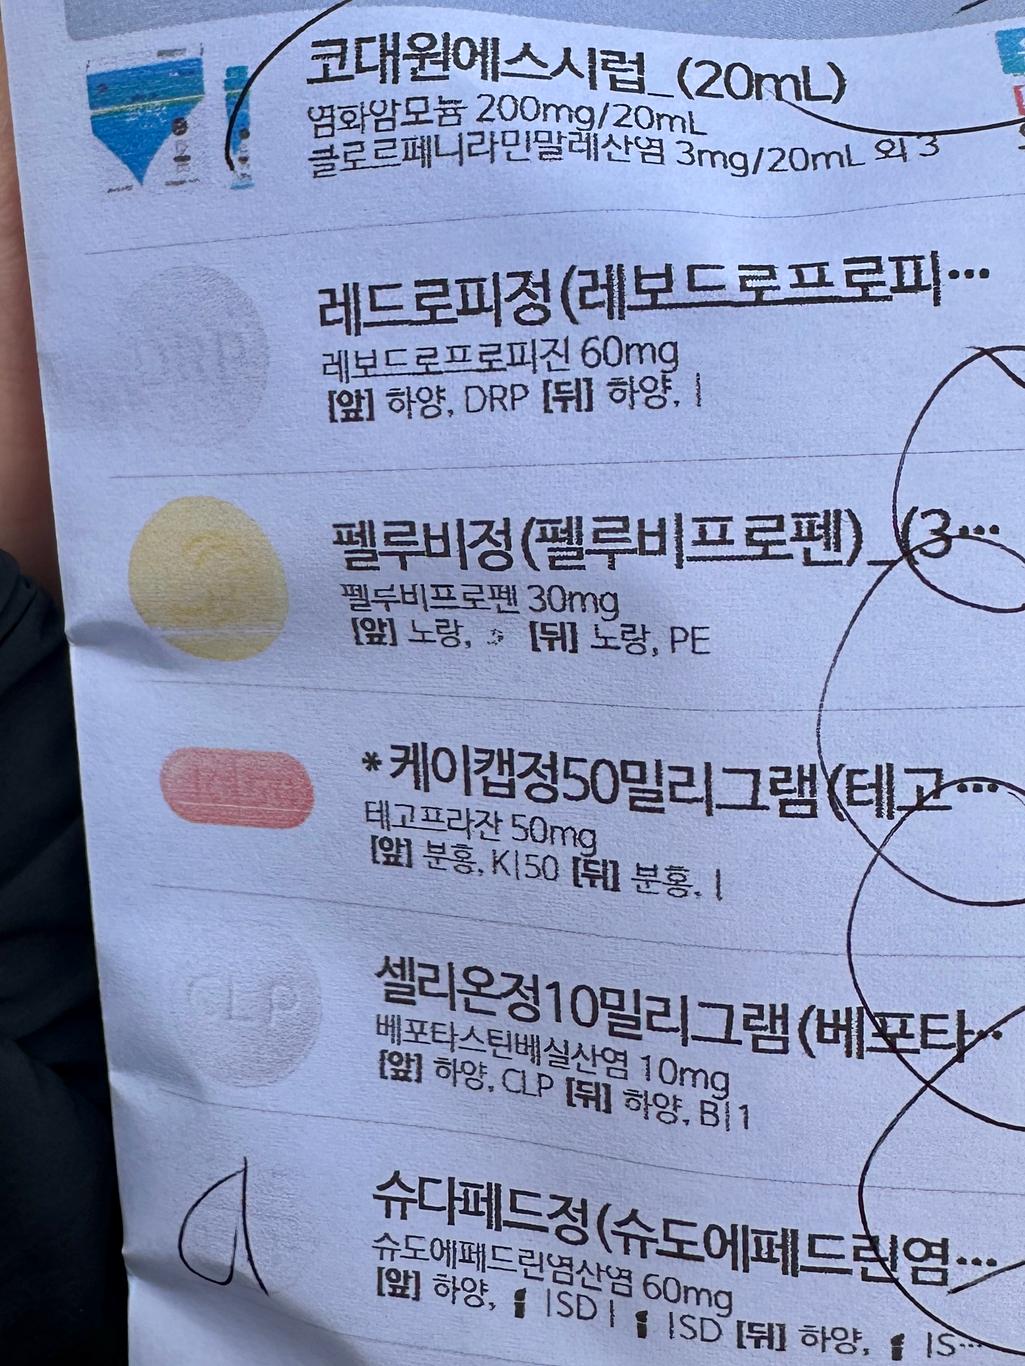 코대원에스시럽_(20mL)
염화암모늄 200mg/20mL
클로르페니라민말레산염 3mg/20mL 외 3
레드로피정(레보드로프로피…
레보드로프로피진 60mg
[앞] 하양, DRP [뒤] 하양, |
펠루비정(펠루비프로펜)_(3…
펠루비프로펜 30mg
[앞] 노랑, [뒤] 노랑, PE
*케이캡정50밀리그램(테고…
테고프라잔 50mg
[앞] 분홍, K|50 [뒤] 분홍, |
셀리온정10밀리그램(베포타…
베포타스틴베실산염 10mg
[앞] 하양, CLP [뒤] 하양, B|1
슈다페드정(슈도에페드린염…
슈도에페드린염산염 60mg
[앞] 하양, |SD| |SD [뒤] 하양, |S…